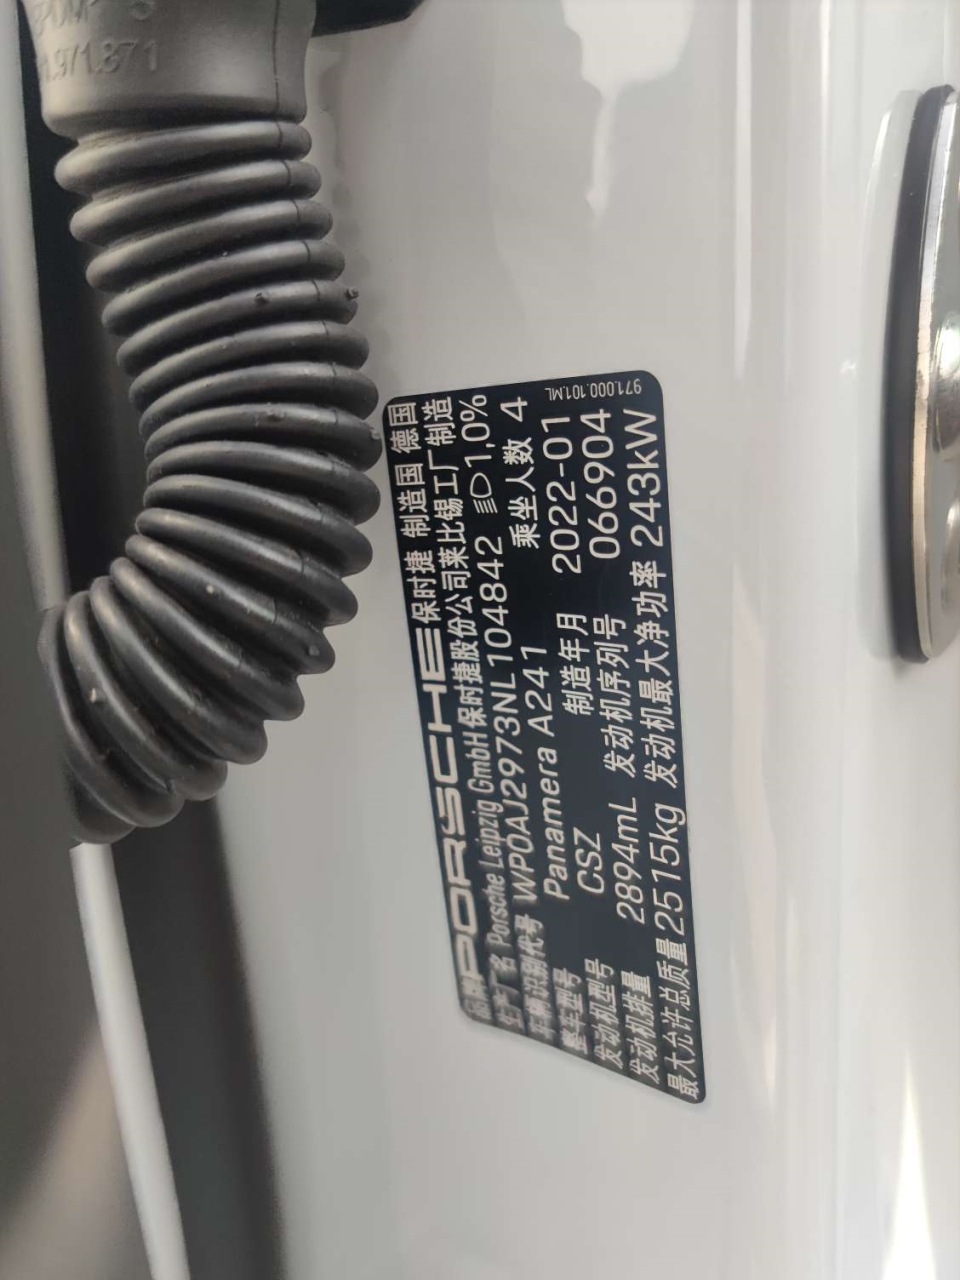 971.871
品牌 PORSCHE 保时捷 制造国 德国
生产厂名 Porsche Leipzig GmbH 保时捷股份公司莱比锡工厂制造
车辆识别代号 WP0AJ2973NL104842 1,0%
整车型号 Panamera A241 乘坐人数 4
发动机型号 CSZ 制造年月 2022-01
发动机排量 2894mL 发动机序列号 066904
最大允许总质量 2515kg 发动机最大净功率 243kW
971.000.101.ML